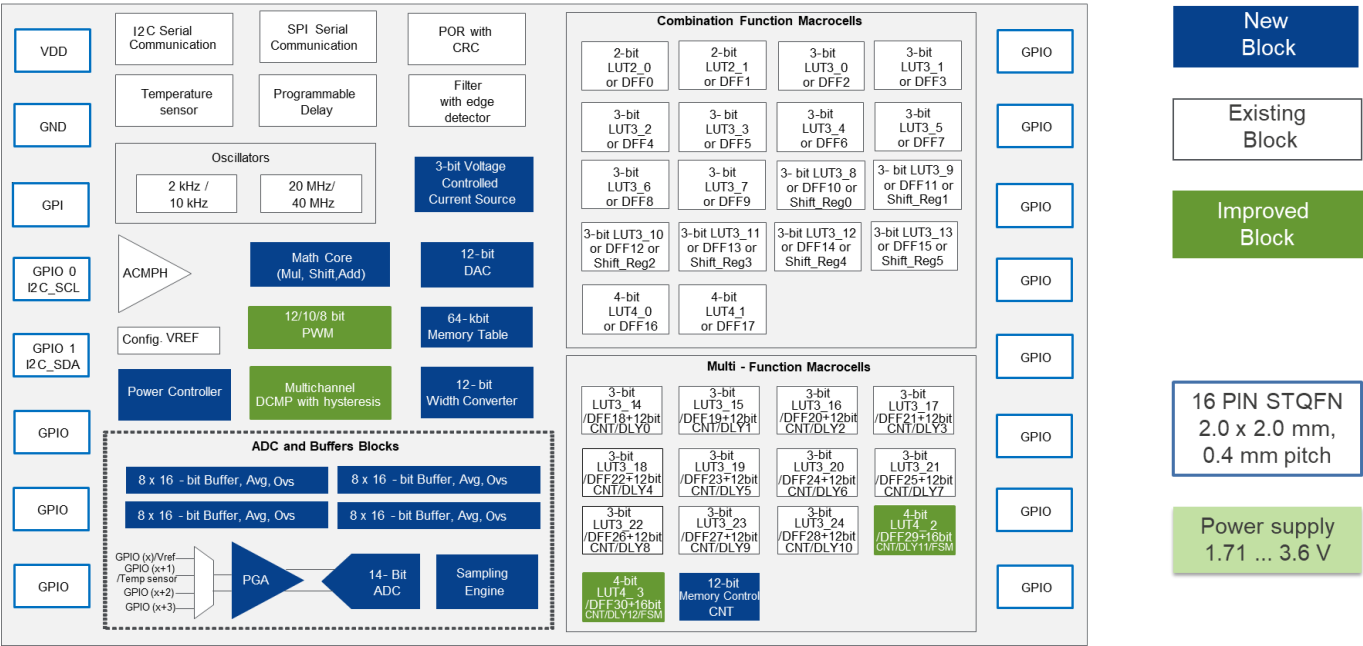 VDD
GND
GPI
GPIO 0
I2C_SCL
GPIO 1
I2C_SDA
GPIO
GPIO
GPIO
I2C Serial
Communication
SPI Serial
Communication
POR with
CRC
Temperature
sensor
Programmable
Delay
Filter
with edge
detector
Oscillators
2 kHz /
10 kHz
20 MHz/
40 MHz
3-bit Voltage
Controlled
Current Source
ACMPH
Math Core
(Mul, Shift,Add)
12-bit
DAC
Config. VREF
12/10/8 bit
PWM
64-kbit
Memory Table
Power Controller
Multichannel
DCMP with hysteresis
12-bit
Width Converter
ADC and Buffers Blocks
8 x 16 - bit Buffer, Avg, Ovs
8 x 16 - bit Buffer, Avg, Ovs
8 x 16 - bit Buffer, Avg, Ovs
8 x 16 - bit Buffer, Avg, Ovs
GPIO (x)/Vref
GPIO (x+1)
/Temp sensor
GPIO (x+2)
GPIO (x+3)
PGA
14- Bit
ADC
Sampling
Engine
Combination Function Macrocells
2-bit
LUT2_0
or DFF0
2-bit
LUT2_1
or DFF1
3-bit
LUT3_0
or DFF2
3-bit
LUT3_1
or DFF3
3-bit
LUT3_2
or DFF4
3- bit
LUT3_3
or DFF5
3-bit
LUT3_4
or DFF6
3-bit
LUT3_5
or DFF7
3-bit
LUT3_6
or DFF8
3-bit
LUT3_7
or DFF9
3- bit LUT3_8
or DFF10 or
Shift_Reg0
3- bit LUT3_9
or DFF11 or
Shift_Reg1
3-bit LUT3_10
or DFF12 or
Shift_Reg2
3-bit LUT3_11
or DFF13 or
Shift_Reg3
3-bit LUT3_12
or DFF14 or
Shift_Reg4
3-bit LUT3_13
or DFF15 or
Shift_Reg5
4-bit
LUT4_0
or DFF16
4-bit
LUT4_1
or DFF17
Multi - Function Macrocells
3-bit
LUT3_14
/DFF18+12bit
CNT/DLY0
3-bit
LUT3_15
/DFF19+12bit
CNT/DLY1
3-bit
LUT3_16
/DFF20+12bit
CNT/DLY2
3-bit
LUT3_17
/DFF21+12bit
CNT/DLY3
3-bit
LUT3_18
/DFF22+12bit
CNT/DLY4
3-bit
LUT3_19
/DFF23+12bit
CNT/DLY5
3-bit
LUT3_20
/DFF24+12bit
CNT/DLY6
3-bit
LUT3_21
/DFF25+12bit
CNT/DLY7
3-bit
LUT3_22
/DFF26+12bit
CNT/DLY8
3-bit
LUT3_23
/DFF27+12bit
CNT/DLY9
3-bit
LUT3_24
/DFF28+12bit
CNT/DLY10
4-bit
LUT4_ 2
/DFF29+16bit
CNT/DLY11/FSM
4-bit
LUT4_ 3
/DFF30+16bit
CNT/DLY12/FSM
12-bit
Memory Control
CNT
GPIO
GPIO
GPIO
GPIO
GPIO
GPIO
GPIO
GPIO
New
Block
Existing
Block
Improved
Block
16 PIN STQFN
2.0 x 2.0 mm,
0.4 mm pitch
Power supply
1.71 ... 3.6 V